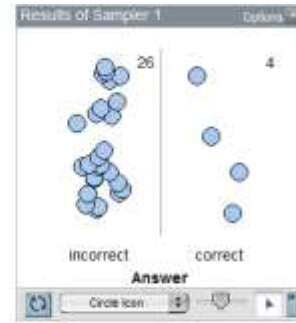 Results of Sampler 1 Options
26 4
incorrect correct
Answer
Circle Icon